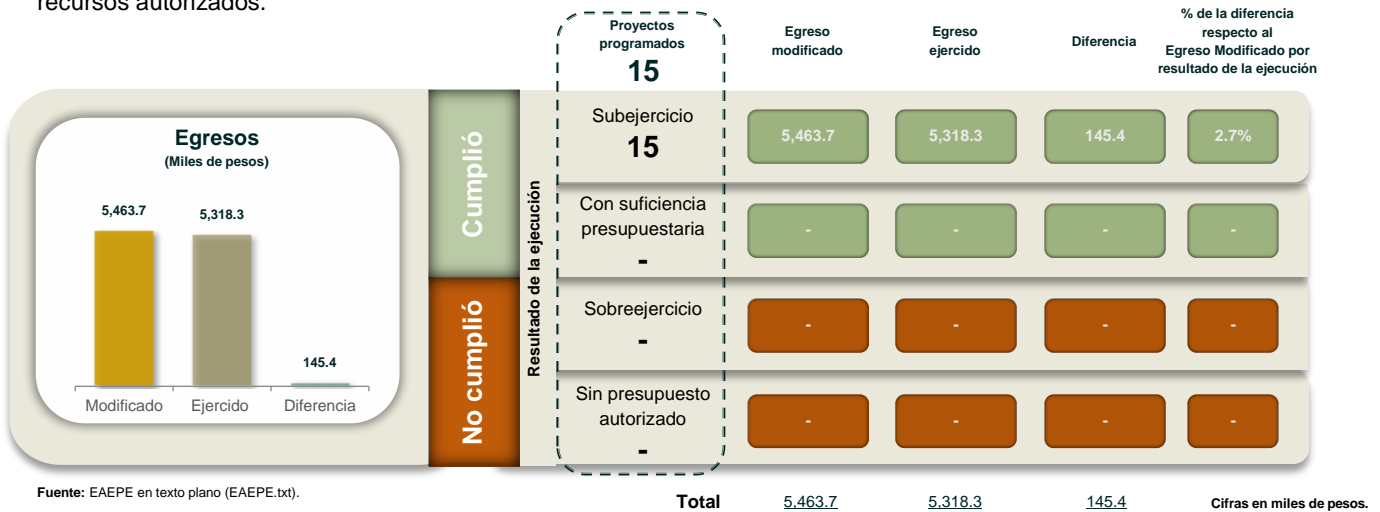 recursos autorizados.
Proyectos
programados
15
Egreso
modificado
Egreso
ejercido
Diferencia
% de la diferencia
respecto al
Egreso Modificado por
resultado de la ejecución
Egresos
(Miles de pesos)
5,463.7
5,318.3
145.4
Modificado
Ejercido
Diferencia
Cumplió
No cumplió
Resultado de la ejecución
Subejercicio
15
5,463.7
5,318.3
145.4
2.7%
Con suficiencia
presupuestaria
-
-
-
-
-
Sobreejercicio
-
-
-
-
-
Sin presupuesto
autorizado
-
-
-
-
-
Fuente: EAEPE en texto plano (EAEPE.txt).
Total
5,463.7
5,318.3
145.4
Cifras en miles de pesos.